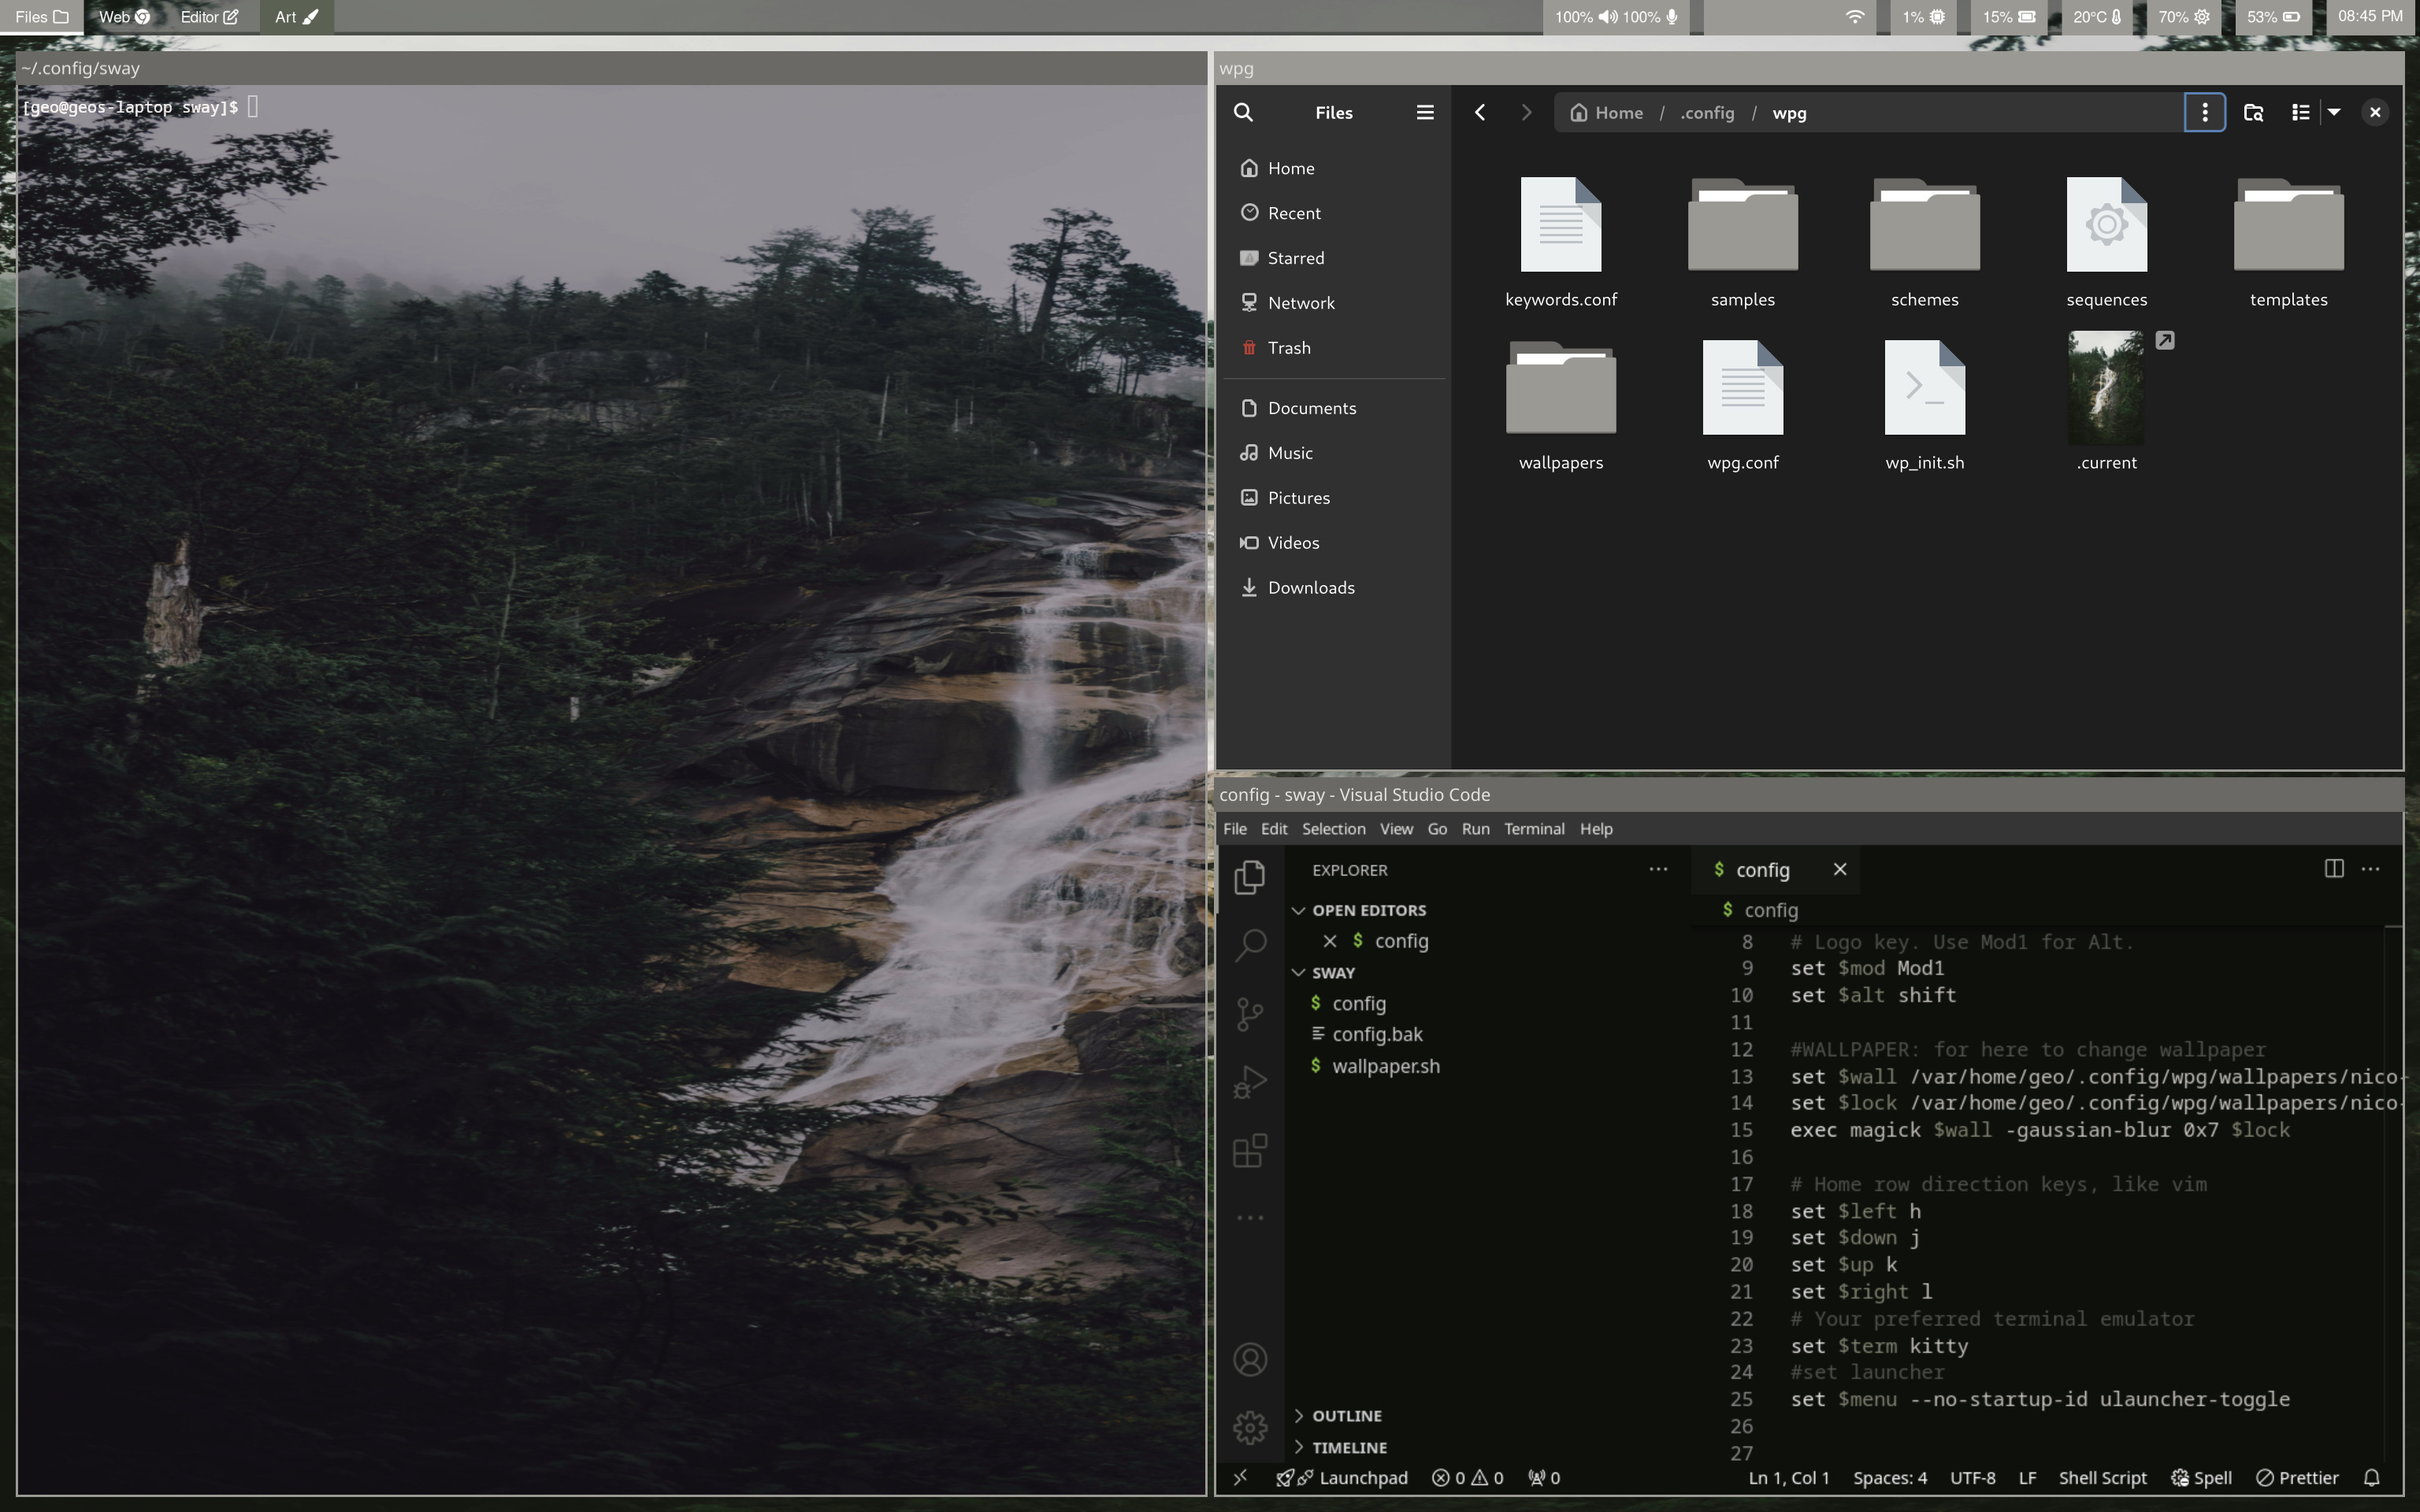 Files Web Editor Art 100% 100% 1% 15% 20°C 70% 53% 08:45 PM
~/.config/sway
[geo@geos-laptop sway]$
wpg
Files
Home / .config / wpg
Home
Recent
Starred
Network
Trash
Documents
Music
Pictures
Videos
Downloads
keywords.conf samples schemes sequences templates
wallpapers wpg.conf wp_init.sh .current
config - sway - Visual Studio Code
File Edit Selection View Go Run Terminal Help
EXPLORER
OPEN EDITORS
$ config
SWAY
$ config
config.bak
$ wallpaper.sh
OUTLINE
TIMELINE
$ config
$ config
8 # Logo key. Use Mod1 for Alt.
9 set $mod Mod1
10 set $alt shift
11
12 #WALLPAPER: for here to change wallpaper
13 set $wall /var/home/geo/.config/wpg/wallpapers/nico-
14 set $lock /var/home/geo/.config/wpg/wallpapers/nico-
15 exec magick $wall -gaussian-blur 0x7 $lock
16
17 # Home row direction keys, like vim
18 set $left h
19 set $down j
20 set $up k
21 set $right l
22 # Your preferred terminal emulator
23 set $term kitty
24 #set launcher
25 set $menu --no-startup-id ulauncher-toggle
26
27
Launchpad 0 0 0 Ln 1, Col 1 Spaces: 4 UTF-8 LF Shell Script Spell Prettier